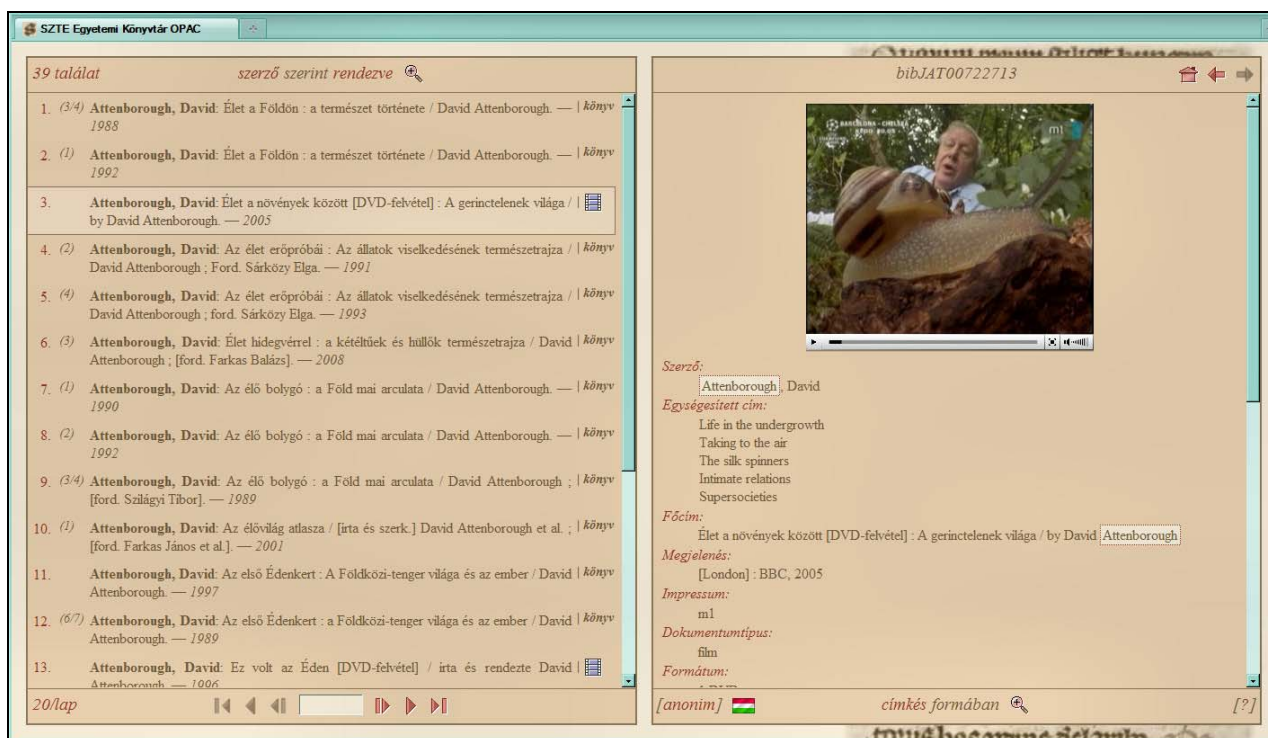 SZTE Egyetemi Könyvtár OPAC
39 találat szerző szerint rendezve
1. (3/4) Attenborough, David: Élet a Földön : a természet története / David Attenborough. — | könyv
1988
2. (1) Attenborough, David: Élet a Földön : a természet története / David Attenborough. — | könyv
1992
3. Attenborough, David: Élet a növények között [DVD-felvétel] : A gerinctelenek világa / |
by David Attenborough. — 2005
4. (2) Attenborough, David: Az élet erőpróbái : Az állatok viselkedésének természetrajza / | könyv
David Attenborough ; Ford. Sárközy Elga. — 1991
5. (4) Attenborough, David: Az élet erőpróbái : Az állatok viselkedésének természetrajza / | könyv
David Attenborough ; ford. Sárközy Elga. — 1993
6. (3) Attenborough, David: Élet hidegvérrel : a kétéltűek és hüllők természetrajza / David | könyv
Attenborough ; [ford. Farkas Balázs]. — 2008
7. (1) Attenborough, David: Az élő bolygó : a Föld mai arculata / David Attenborough. — | könyv
1990
8. (2) Attenborough, David: Az élő bolygó : a Föld mai arculata / David Attenborough. — | könyv
1992
9. (3/4) Attenborough, David: Az élő bolygó : a Föld mai arculata / David Attenborough ; | könyv
[ford. Szilágyi Tibor]. — 1989
10. (1) Attenborough, David: Az élővilág atlasza / [írta és szerk.] David Attenborough et al. ; | könyv
[ford. Farkas János et al.]. — 2001
11. Attenborough, David: Az első Édenkert : A Földközi-tenger világa és az ember / David | könyv
Attenborough. — 1997
12. (6/7) Attenborough, David: Az első Édenkert : a Földközi-tenger világa és az ember / David | könyv
Attenborough. — 1989
13. Attenborough, David: Ez volt az Éden [DVD-felvétel] / írta és rendezte David |
Attenborough. — 1996
20/lap
bibJAT00722713
BARCELONA - CHELSEA
m1
Szerző:
Attenborough, David
Egységesített cím:
Life in the undergrowth
Taking to the air
The silk spinners
Intimate relations
Supersocieties
Főcím:
Élet a növények között [DVD-felvétel] : A gerinctelenek világa / by David Attenborough
Megjelenés:
[London] : BBC, 2005
Impressum:
m1
Dokumentumtípus:
film
Formátum:
[anonim] címkés formában [?]